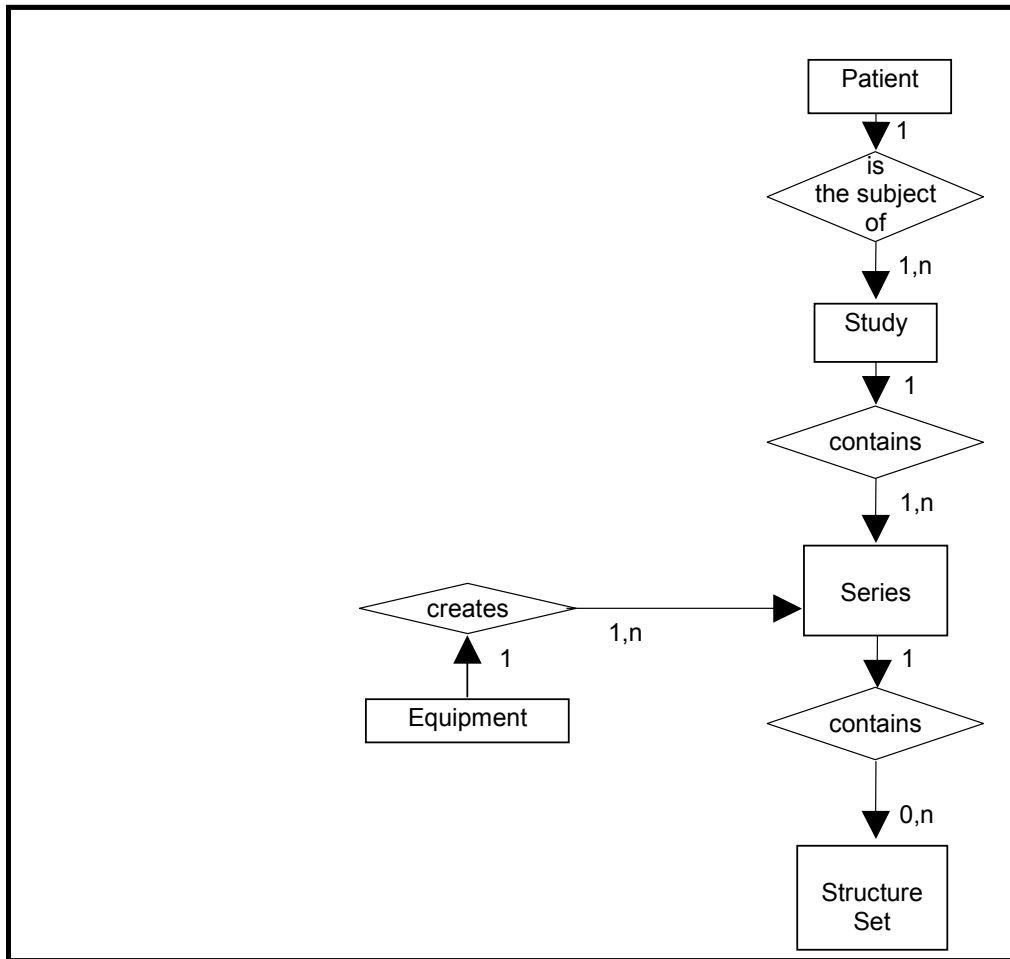 Patient
1
is
the subject
of
1,n
Study
1
contains
1,n
Series
creates
1,n
1
Equipment
1
contains
0,n
Structure
Set